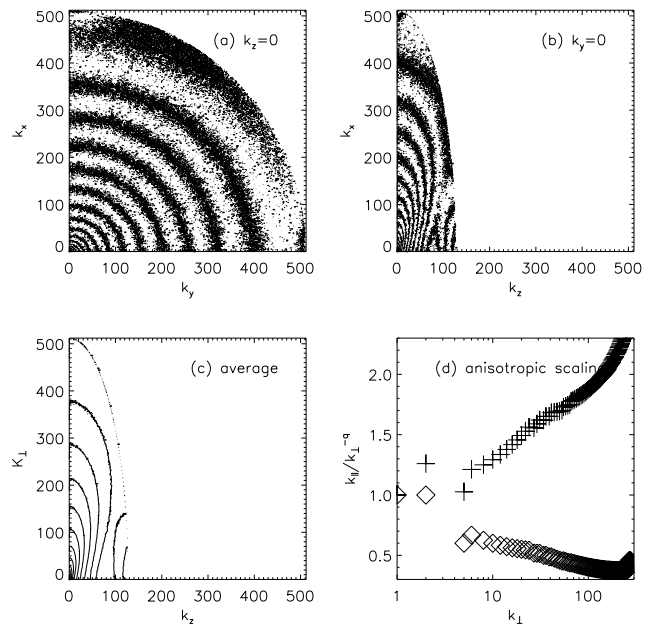 500
400
300
200
100
0
k_x
(a) k_z=0
0 100 200 300 400 500
k_y
500
400
300
200
100
0
k_x
(b) k_y=0
0 100 200 300 400 500
k_z
500
400
300
200
100
0
K_⊥
(c) average
0 100 200 300 400 500
k_z
2.0
1.5
1.0
0.5
k_∥/k_⊥^-q
(d) anisotropic scaling
1 10 100
k_⊥